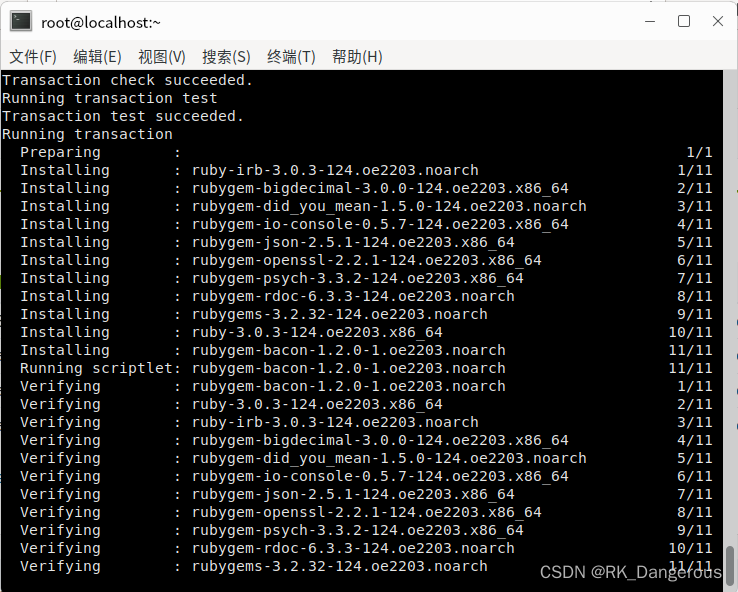 root@localhost:~
文件(F) 编辑(E) 视图(V) 搜索(S) 终端(T) 帮助(H)
Transaction check succeeded.
Running transaction test
Transaction test succeeded.
Running transaction
Preparing : 1/1
Installing : ruby-irb-3.0.3-124.oe2203.noarch 1/11
Installing : rubygem-bigdecimal-3.0.0-124.oe2203.x86_64 2/11
Installing : rubygem-did_you_mean-1.5.0-124.oe2203.noarch 3/11
Installing : rubygem-io-console-0.5.7-124.oe2203.x86_64 4/11
Installing : rubygem-json-2.5.1-124.oe2203.x86_64 5/11
Installing : rubygem-openssl-2.2.1-124.oe2203.x86_64 6/11
Installing : rubygem-psych-3.3.2-124.oe2203.x86_64 7/11
Installing : rubygem-rdoc-6.3.3-124.oe2203.noarch 8/11
Installing : rubygems-3.2.32-124.oe2203.noarch 9/11
Installing : ruby-3.0.3-124.oe2203.x86_64 10/11
Installing : rubygem-bacon-1.2.0-1.oe2203.noarch 11/11
Running scriptlet: rubygem-bacon-1.2.0-1.oe2203.noarch 11/11
Verifying : rubygem-bacon-1.2.0-1.oe2203.noarch 1/11
Verifying : ruby-3.0.3-124.oe2203.x86_64 2/11
Verifying : ruby-irb-3.0.3-124.oe2203.noarch 3/11
Verifying : rubygem-bigdecimal-3.0.0-124.oe2203.x86_64 4/11
Verifying : rubygem-did_you_mean-1.5.0-124.oe2203.noarch 5/11
Verifying : rubygem-io-console-0.5.7-124.oe2203.x86_64 6/11
Verifying : rubygem-json-2.5.1-124.oe2203.x86_64 7/11
Verifying : rubygem-openssl-2.2.1-124.oe2203.x86_64 8/11
Verifying : rubygem-psych-3.3.2-124.oe2203.x86_64 9/11
Verifying : rubygem-rdoc-6.3.3-124.oe2203.noarch 10/11
Verifying : rubygems-3.2.32-124.oe2203.noarch 11/11
CSDN @RK_Dangerous